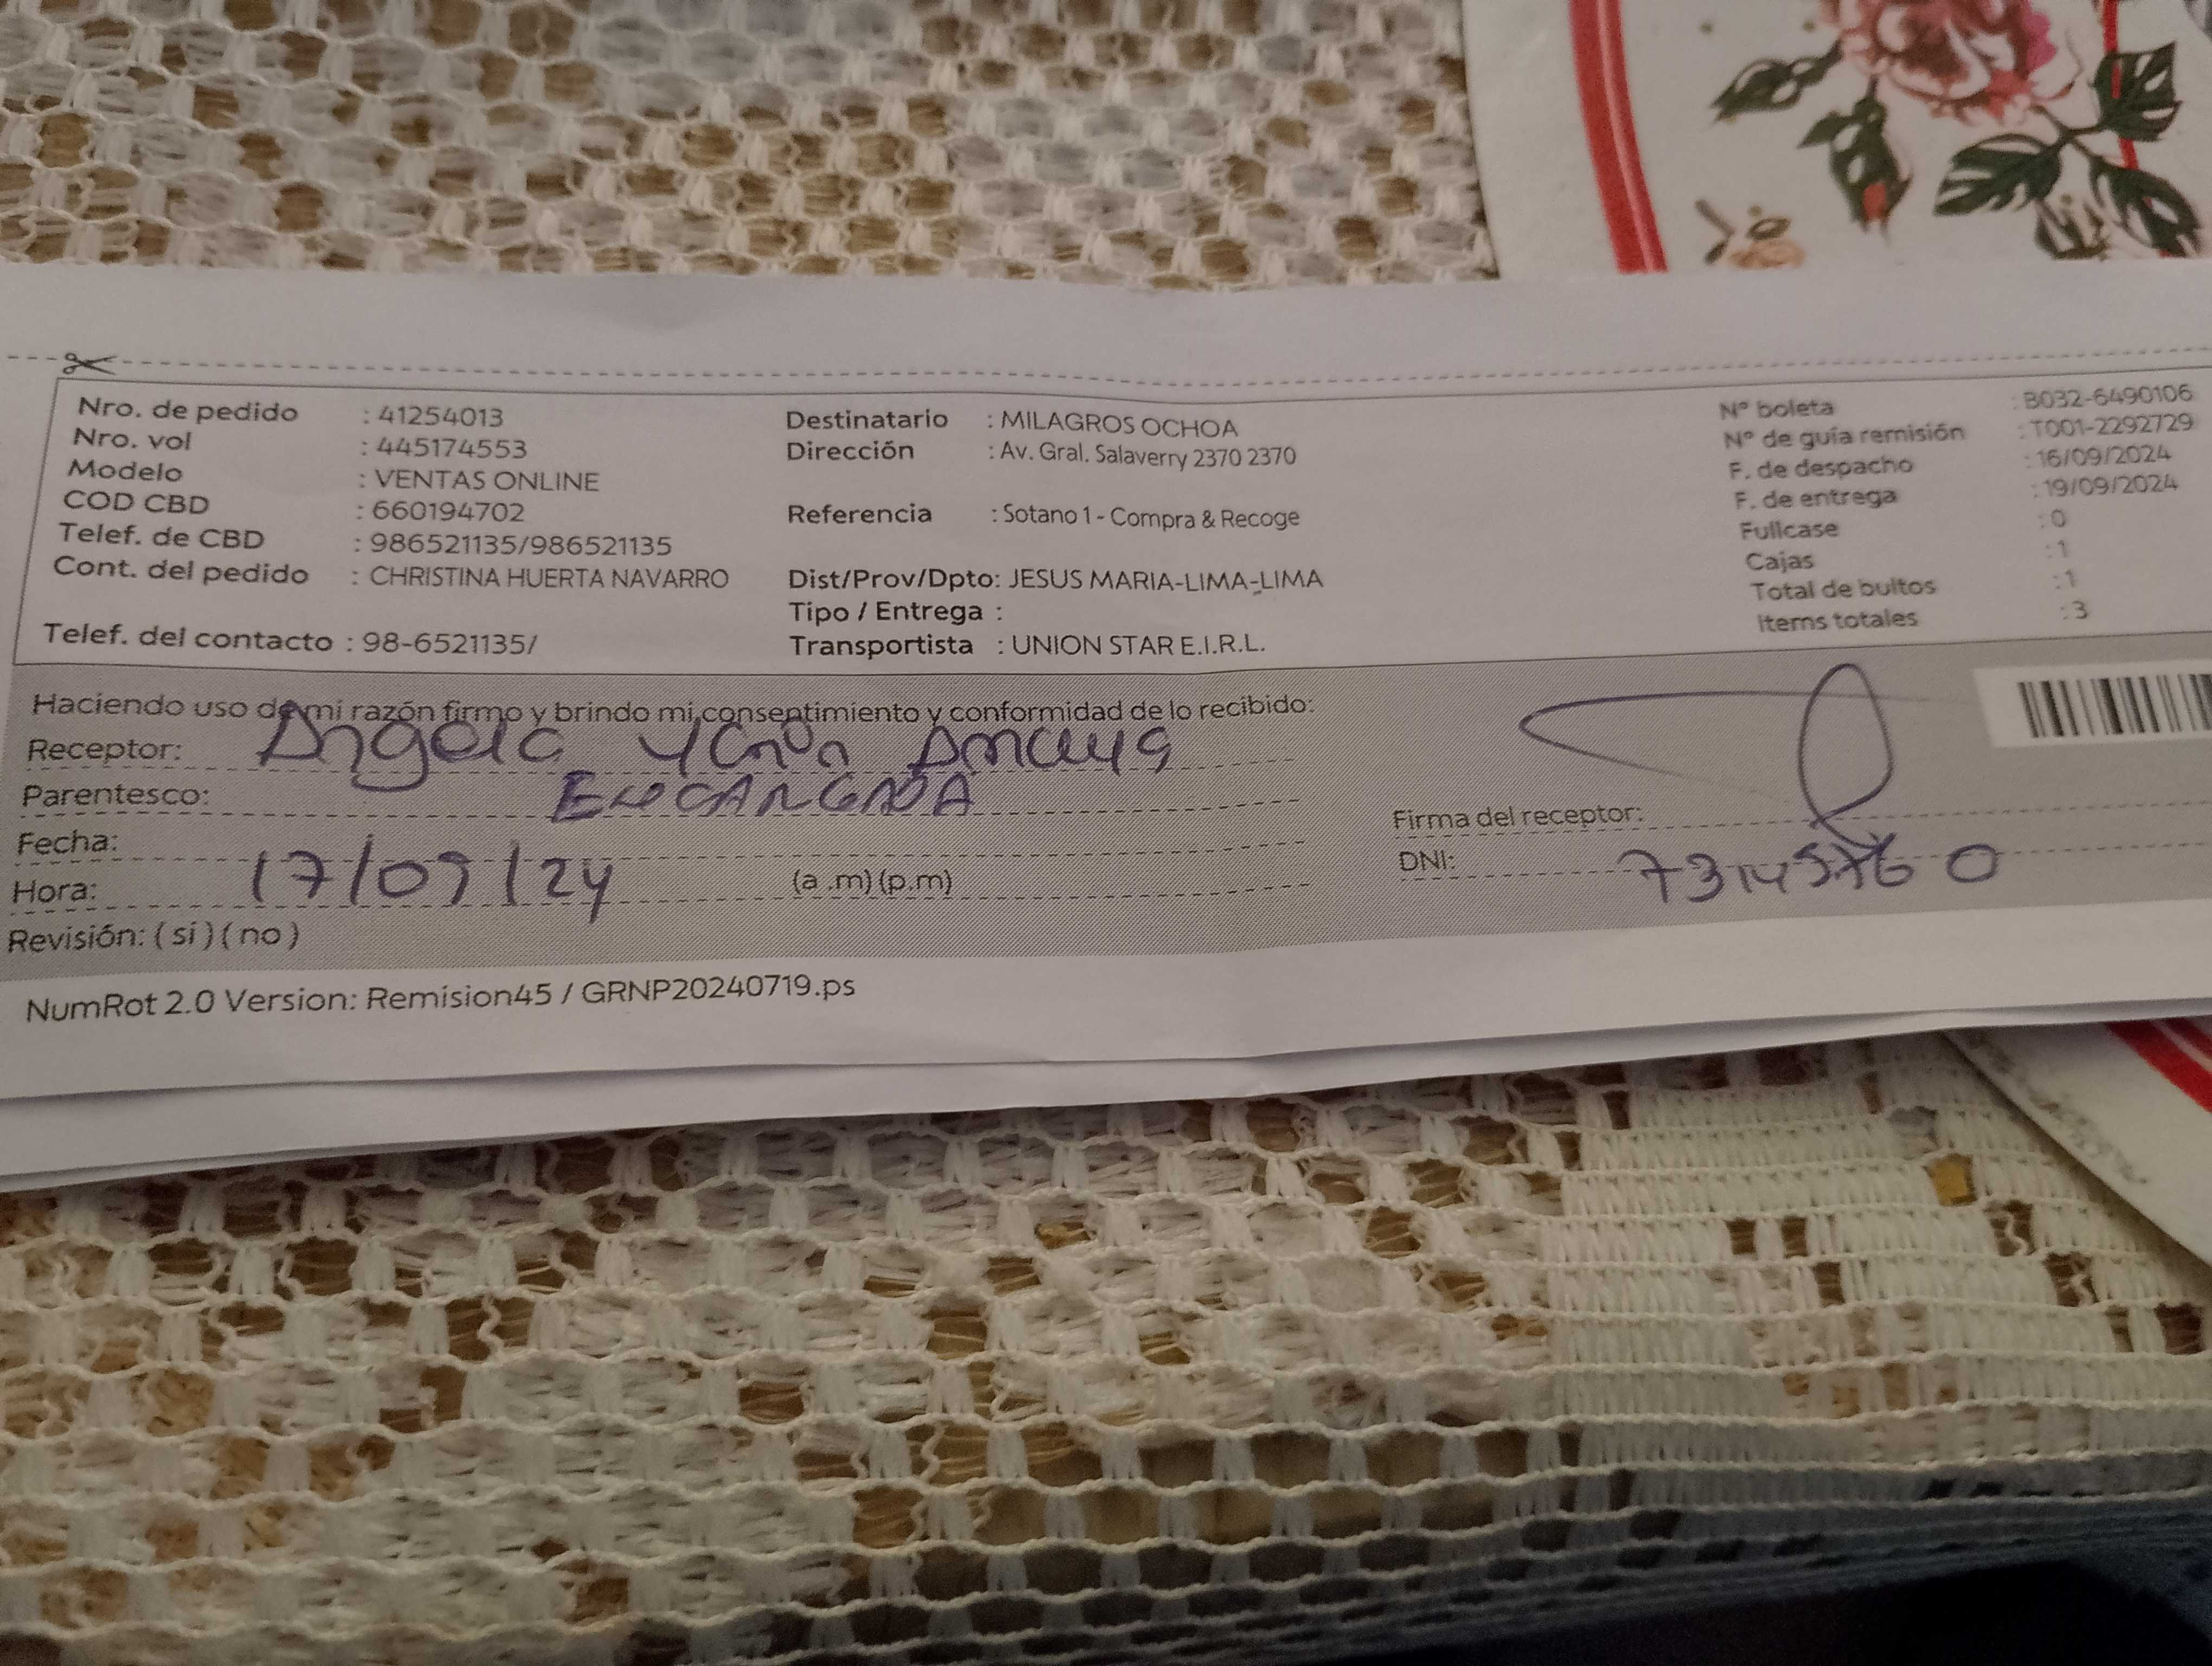 Nro. de pedido : 41254013
Nro. vol : 445174553
Modelo : VENTAS ONLINE
COD CBD : 660194702
Telef. de CBD : 986521135/986521135
Cont. del pedido : CHRISTINA HUERTA NAVARRO
Telef. del contacto : 98-6521135/
Destinatario : MILAGROS OCHOA
Dirección : Av. Gral. Salaverry 2370 2370
Referencia : Sotano 1 - Compra & Recoge
Dist/Prov/Dpto: JESUS MARIA-LIMA-LIMA
Tipo / Entrega :
Transportista : UNION STAR E.I.R.L.
N° boleta : B032-6490106
N° de guía remisión : T001-2292729
F. de despacho : 16/09/2024
F. de entrega : 19/09/2024
Fullcase : 0
Cajas : 1
Total de bultos : 1
Items totales : 3
Haciendo uso de mi razón firmo y brindo mi consentimiento y conformidad de lo recibido:
Receptor: Angela Amaya
Parentesco: ENCARGADA
Fecha:
Hora: 17/09/24 (a .m) (p.m)
Revisión: ( si ) ( no )
Firma del receptor:
DNI:
NumRot 2.0 Version: Remision45 / GRNP20240719.ps